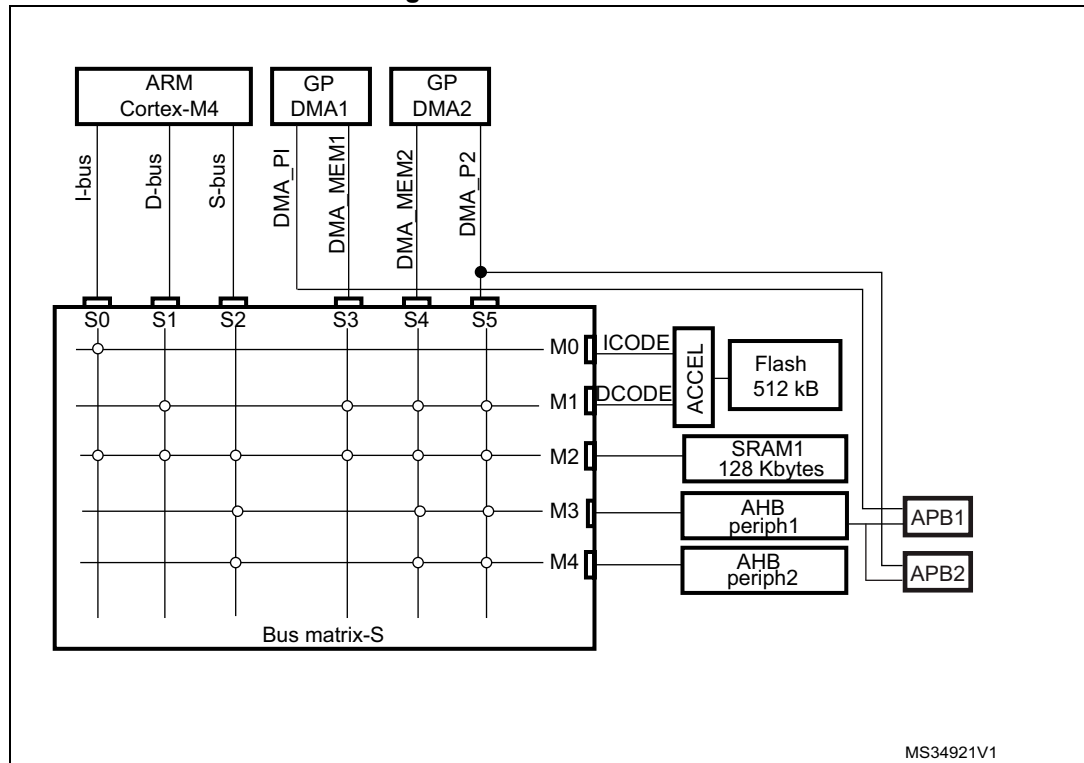 ARM
Cortex-M4
GP
DMA1
GP
DMA2
I-bus
D-bus
S-bus
DMA_PI
DMA_MEM1
DMA_MEM2
DMA_P2
S0 S1 S2 S3 S4 S5
M0
ICODE
M1
DCODE
ACCEL
Flash
512 kB
M2
SRAM1
128 Kbytes
M3
AHB
periph1
APB1
M4
AHB
periph2
APB2
Bus matrix-S
MS34921V1